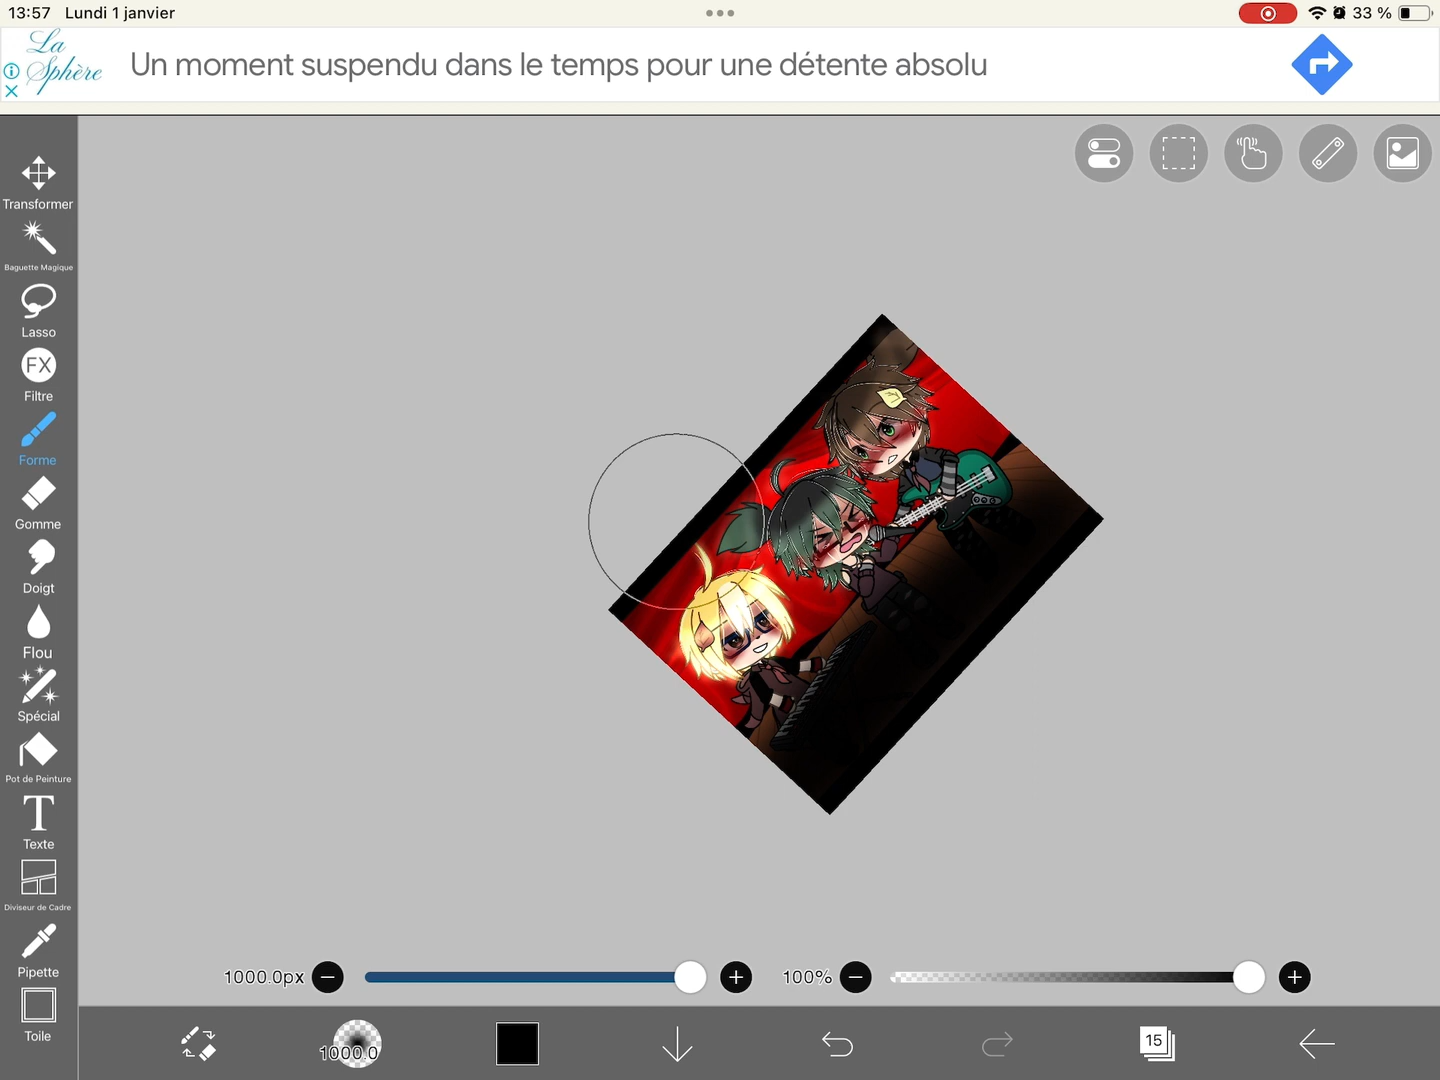 13:57 Lundi 1 janvier
33 %
La Sphère
Un moment suspendu dans le temps pour une détente absolu
Transformer
Baguette Magique
Lasso
FX
Filtre
Forme
Gomme
Doigt
Flou
Spécial
Pot de Peinture
T
Texte
Diviseur de Cadre
Pipette
Toile
1000.0px
100%
1000.0
15